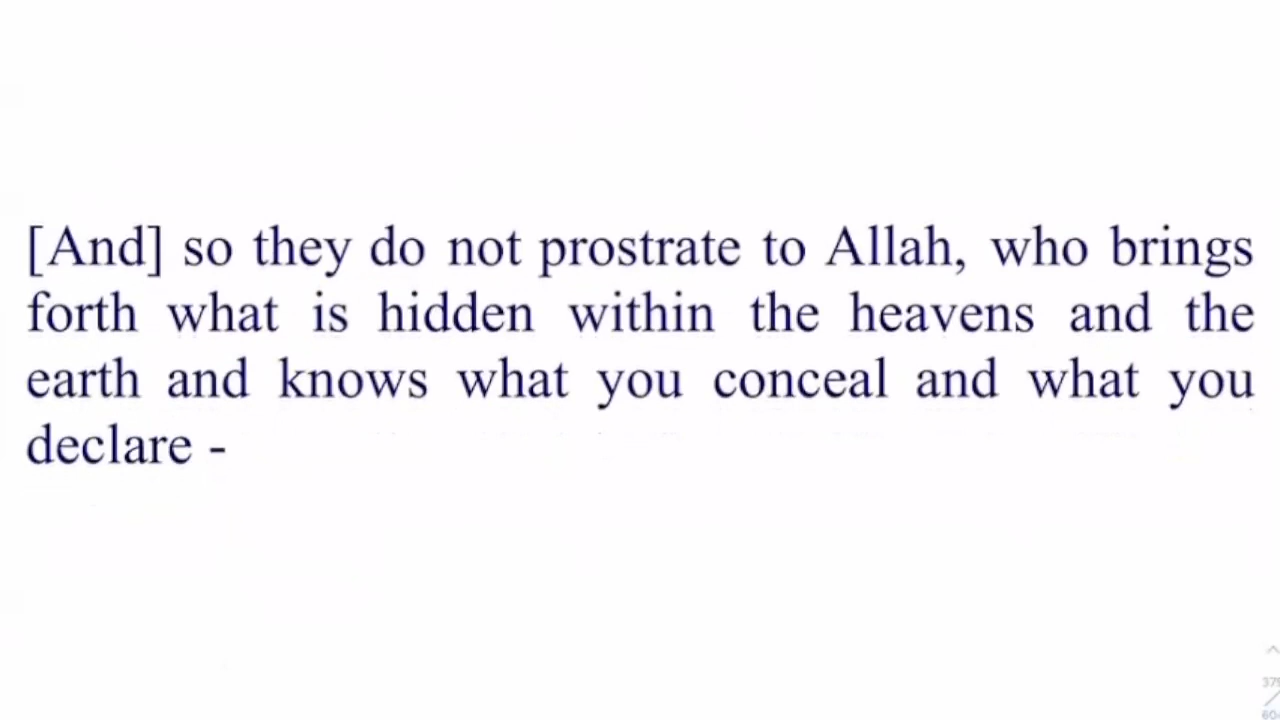 [And] so they do not prostrate to Allah, who brings
forth what is hidden within the heavens and the
earth and knows what you conceal and what you
declare -